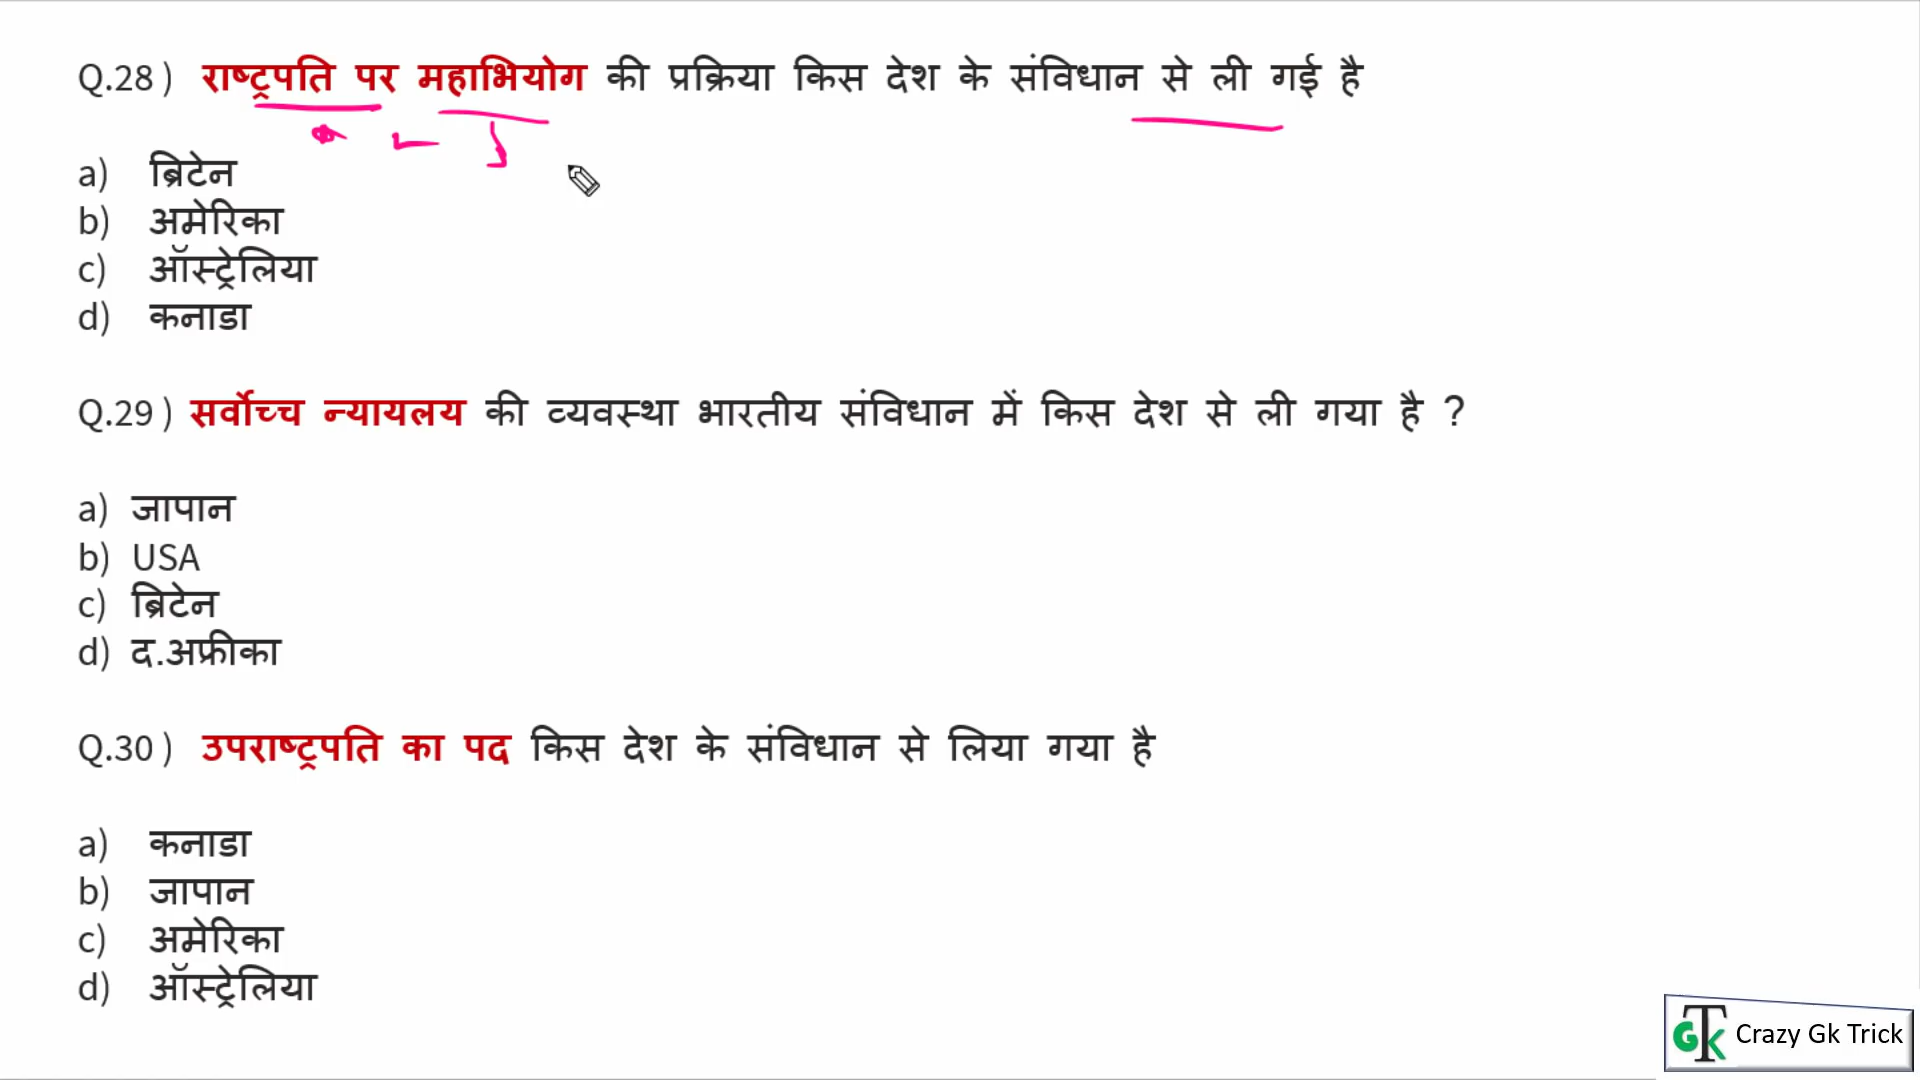 Q.28 ) राष्ट्रपति पर महाभियोग की प्रक्रिया किस देश के संविधान से ली गई है
a) ब्रिटेन
b) अमेरिका
c) ऑस्ट्रेलिया
d) कनाडा
Q.29 ) सर्वोच्च न्यायलय की व्यवस्था भारतीय संविधान में किस देश से ली गया है ?
a) जापान
b) USA
c) ब्रिटेन
d) द.अफ्रीका
Q.30 ) उपराष्ट्रपति का पद किस देश के संविधान से लिया गया है
a) कनाडा
b) जापान
c) अमेरिका
d) ऑस्ट्रेलिया
GTK Crazy Gk Trick